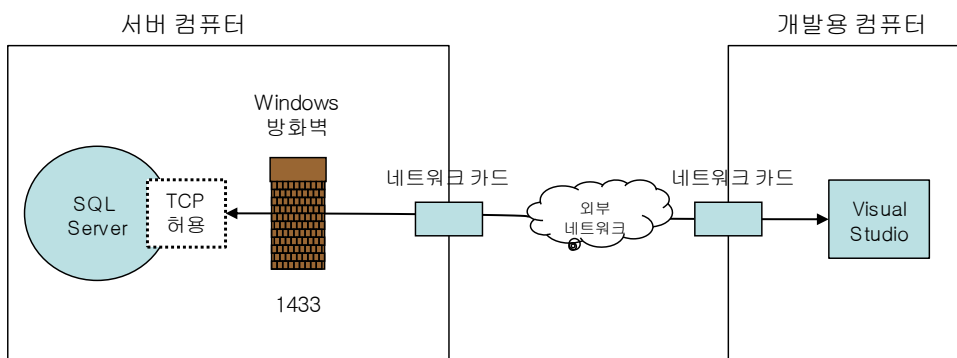 서버 컴퓨터
개발용 컴퓨터
Windows
방화벽
네트워크 카드
네트워크 카드
SQL
Server
TCP
허용
외부
네트워크
Visual
Studio
1433